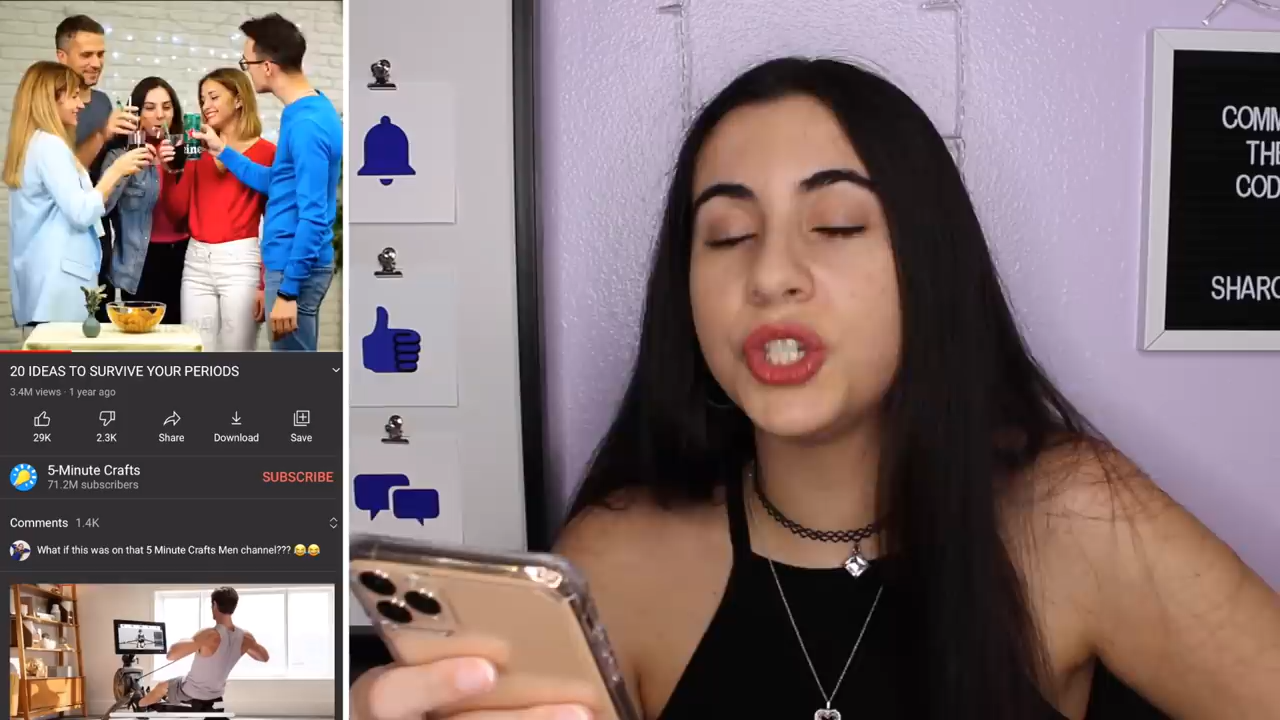 eine
20 IDEAS TO SURVIVE YOUR PERIODS
3.4M views · 1 year ago
29K
2.3K
Share
Download
Save
5-Minute Crafts
71.2M subscribers
SUBSCRIBE
Comments 1.4K
What if this was on that 5 Minute Crafts Men channel??? 😂😂
COMM
THE
COD
SHARO